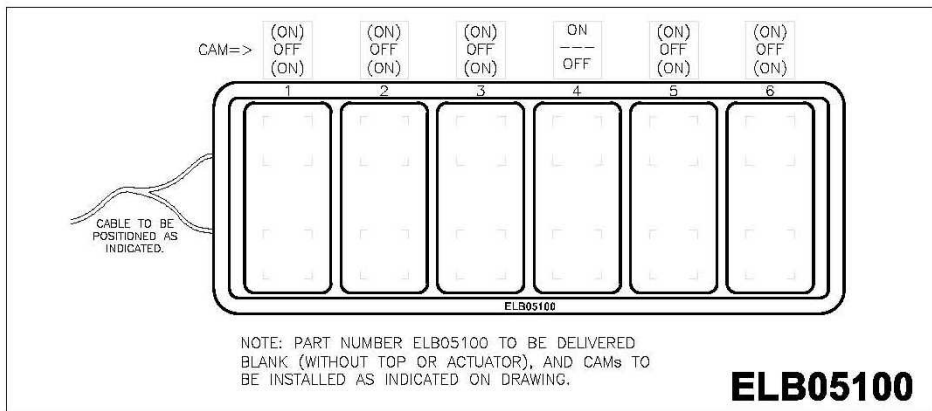 (ON) (ON) (ON) ON (ON) (ON)
CAM=> OFF OFF OFF --- OFF OFF
(ON) (ON) (ON) OFF (ON) (ON)
1 2 3 4 5 6
CABLE TO BE
POSITIONED AS
INDICATED.
ELB05100
NOTE: PART NUMBER ELB05100 TO BE DELIVERED
BLANK (WITHOUT TOP OR ACTUATOR), AND CAMs TO
BE INSTALLED AS INDICATED ON DRAWING.
ELB05100